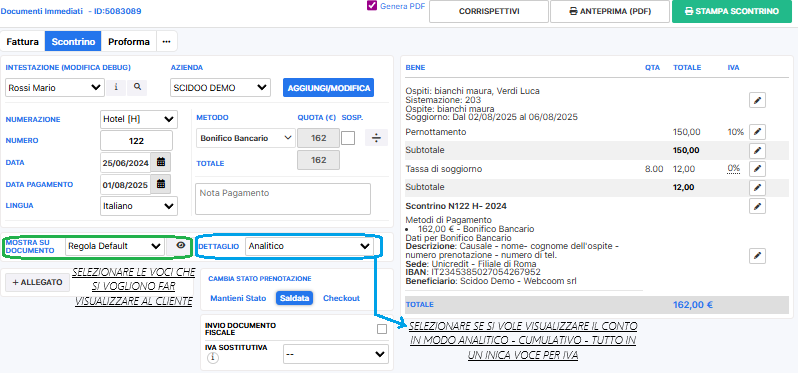 Documenti Immediati - ID:5083089
Genera PDF
CORRISPETTIVI
ANTEPRIMA (PDF)
STAMPA SCONTRINO
Fattura
Scontrino
Proforma
INTESTAZIONE (MODIFICA DEBUG)
AZIENDA
Rossi Mario
SCIDOO DEMO
AGGIUNGI/MODIFICA
NUMERAZIONE
Hotel [H]
NUMERO
122
DATA
25/06/2024
DATA PAGAMENTO
01/08/2025
LINGUA
Italiano
METODO
QUOTA (€)
SOSP.
Bonifico Bancario
162
TOTALE
162
Nota Pagamento
MOSTRA SU
DOCUMENTO
Regola Default
DETTAGLIO
Analitico
+ ALLEGATO
SELEZIONARE LE VOCI CHE
SI VOGLIONO FAR
VISUALIZZARE AL CLIENTE
CAMBIA STATO PRENOTAZIONE
Mantieni Stato
Saldata
Checkout
INVIO DOCUMENTO
FISCALE
IVA SOSTITUTIVA
--
BENE
QTA
TOTALE
IVA
Ospiti: bianchi maura, Verdi Luca
Sistemazione: 203
Ospite: bianchi maura
Soggiorno: Dal 02/08/2025 al 06/08/2025
Pernottamento 150,00 10%
Subtotale 150,00
Tassa di soggiorno 8.00 12,00 0%
Subtotale 12,00
Scontrino N122 H- 2024
Metodi di Pagamento
• 162,00 € - Bonifico Bancario
Dati per Bonifico Bancario
Descrizione: Causale - nome- cognome dell'ospite -
numero prenotazione - numero di tel.
Sede: Unicredit - Filiale di Roma
IBAN: IT2345385027054267952
Beneficiario: Scidoo Demo - Webcoom srl
TOTALE 162,00 €
SELEZIONARE SE SI VOLE VISUALIZZARE IL CONTO
IN MODO ANALITICO - CUMULATIVO - TUTTO IN
UN INICA VOCE PER IVA